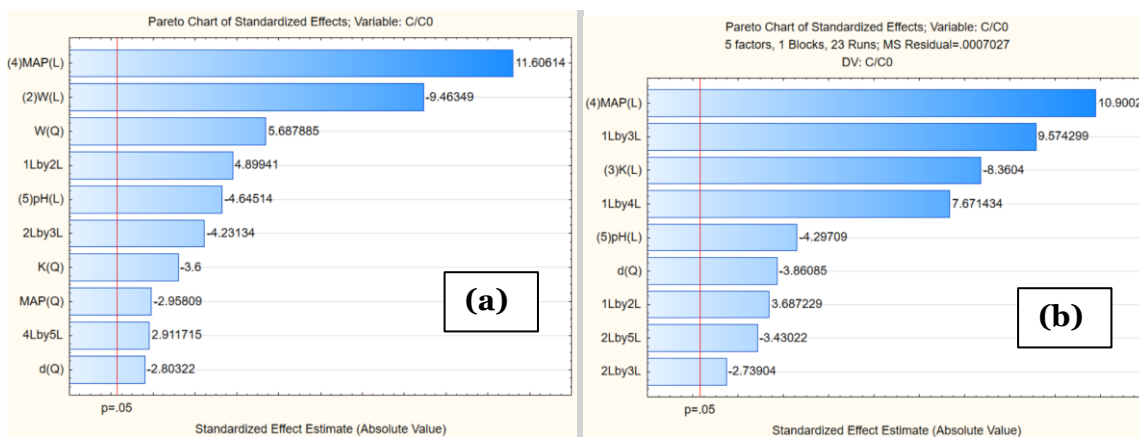 Pareto Chart of Standardized Effects; Variable: C/C0
(4)MAP(L)
11.60614
(2)W(L)
-9.46349
W(Q)
5.687885
1Lby2L
4.89941
(5)pH(L)
-4.64514
2Lby3L
-4.23134
K(Q)
-3.6
MAP(Q)
-2.95809
4Lby5L
2.911715
d(Q)
-2.80322
(a)
p=.05
Standardized Effect Estimate (Absolute Value)
Pareto Chart of Standardized Effects; Variable: C/C0
5 factors, 1 Blocks, 23 Runs; MS Residual=.0007027
DV: C/C0
(4)MAP(L)
10.9002
1Lby3L
9.574299
(3)K(L)
-8.3604
1Lby4L
7.671434
(5)pH(L)
-4.29709
d(Q)
-3.86085
1Lby2L
3.687229
2Lby5L
-3.43022
2Lby3L
-2.73904
(b)
p=.05
Standardized Effect Estimate (Absolute Value)